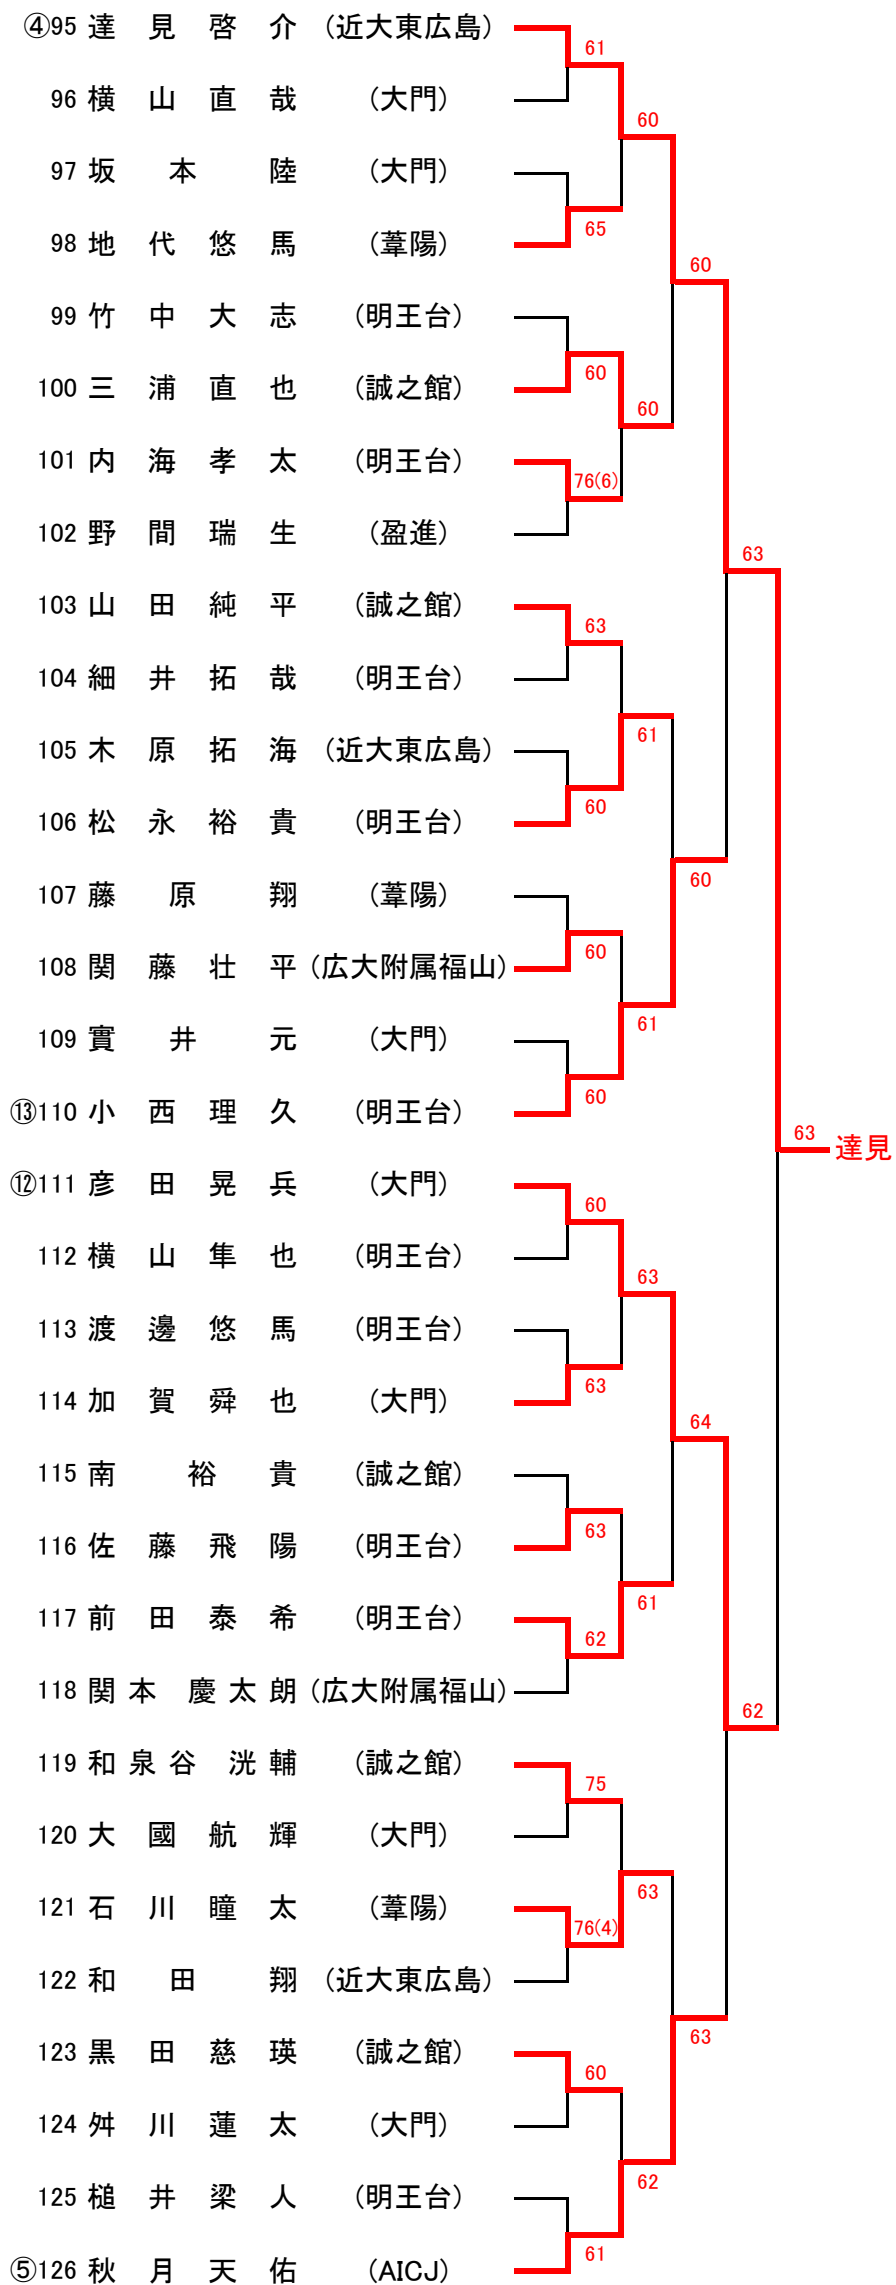 ④95 達見啓介 (近大東広島)
61
96 横山直哉 (大門)
60
97 坂本陸 (大門)
65
98 地代悠馬 (葦陽)
60
99 竹中大志 (明王台)
60
100 三浦直也 (誠之館)
60
101 内海孝太 (明王台)
76(6)
102 野間瑞生 (盈進)
63
103 山田純平 (誠之館)
63
104 細井拓哉 (明王台)
61
105 木原拓海 (近大東広島)
60
106 松永裕貴 (明王台)
60
107 藤原翔 (葦陽)
60
108 関藤壮平 (広大附属福山)
61
109 實井元 (大門)
60
⑬110 小西理久 (明王台)
63 達見
⑫111 彦田晃兵 (大門)
60
112 横山隼也 (明王台)
63
113 渡邊悠馬 (明王台)
63
114 加賀舜也 (大門)
64
115 南裕貴 (誠之館)
63
116 佐藤飛陽 (明王台)
61
117 前田泰希 (明王台)
62
118 関本慶太朗 (広大附属福山)
62
119 和泉谷洸輔 (誠之館)
75
120 大國航輝 (大門)
63
121 石川瞳太 (葦陽)
76(4)
122 和田翔 (近大東広島)
63
123 黒田慈瑛 (誠之館)
60
124 舛川蓮太 (大門)
62
125 槌井梁人 (明王台)
61
⑤126 秋月天佑 (AICJ)